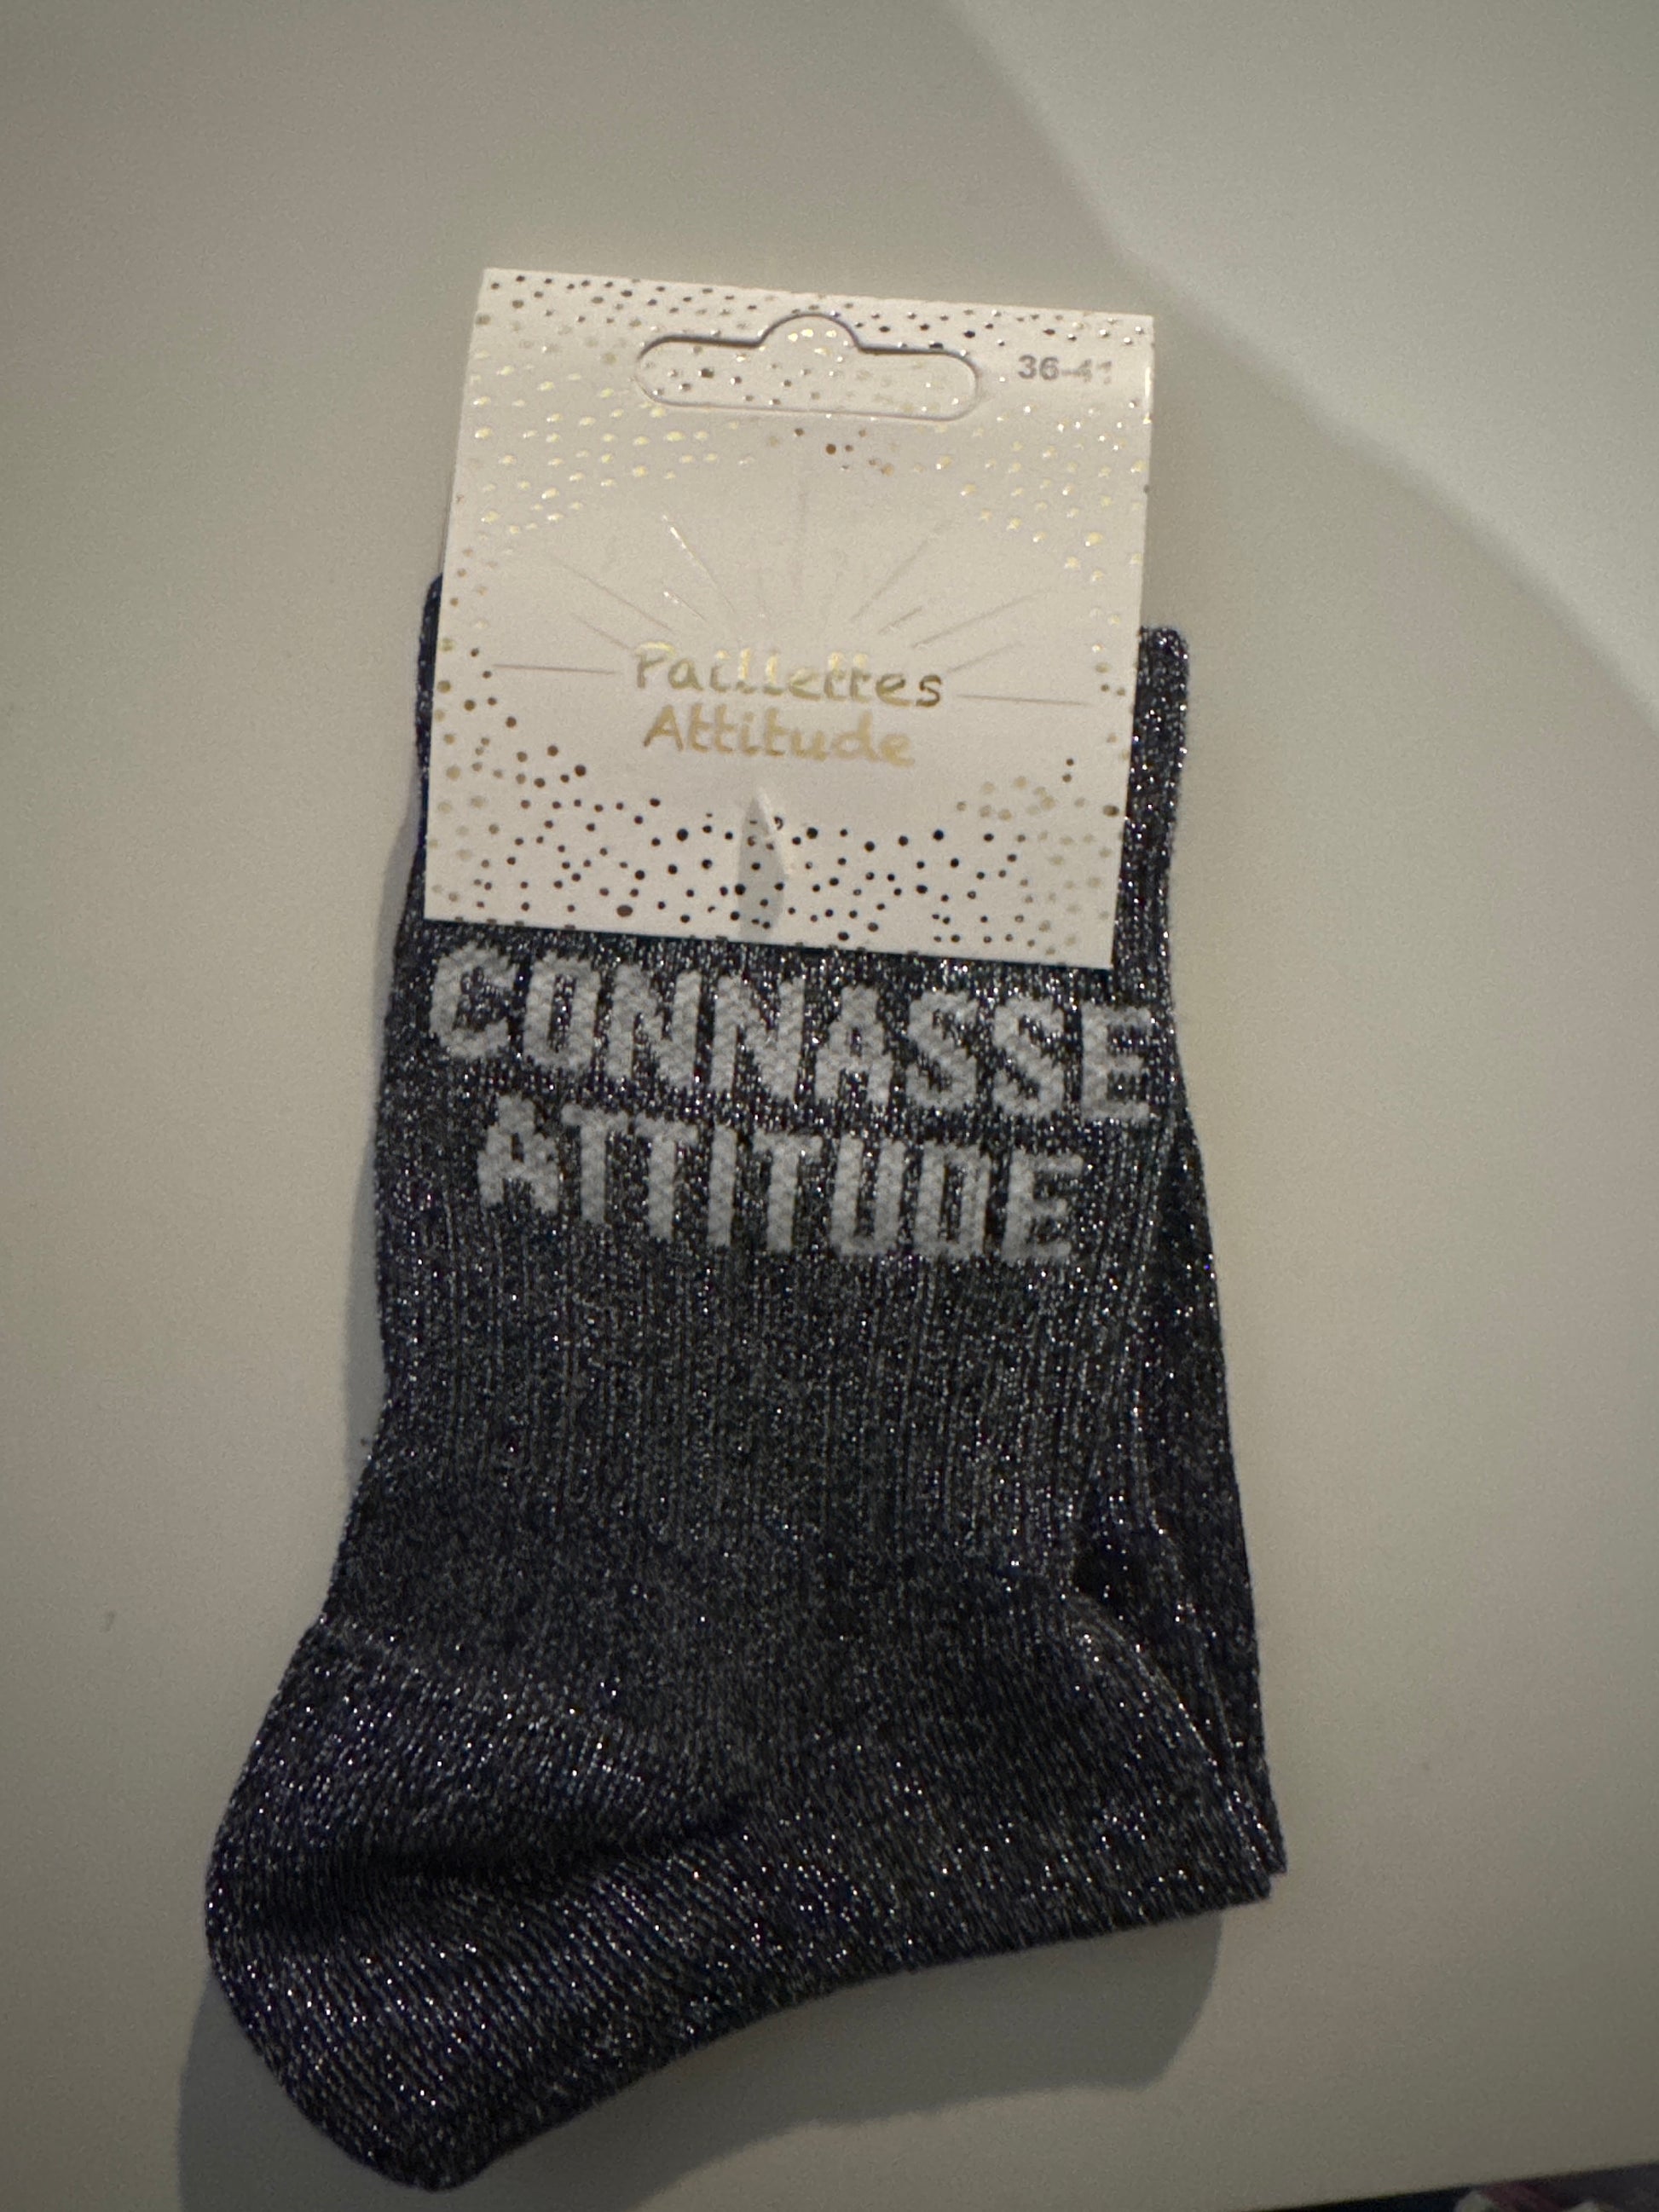 36-41
Paillettes
Attitude
CONNASSE
ATTITUDE